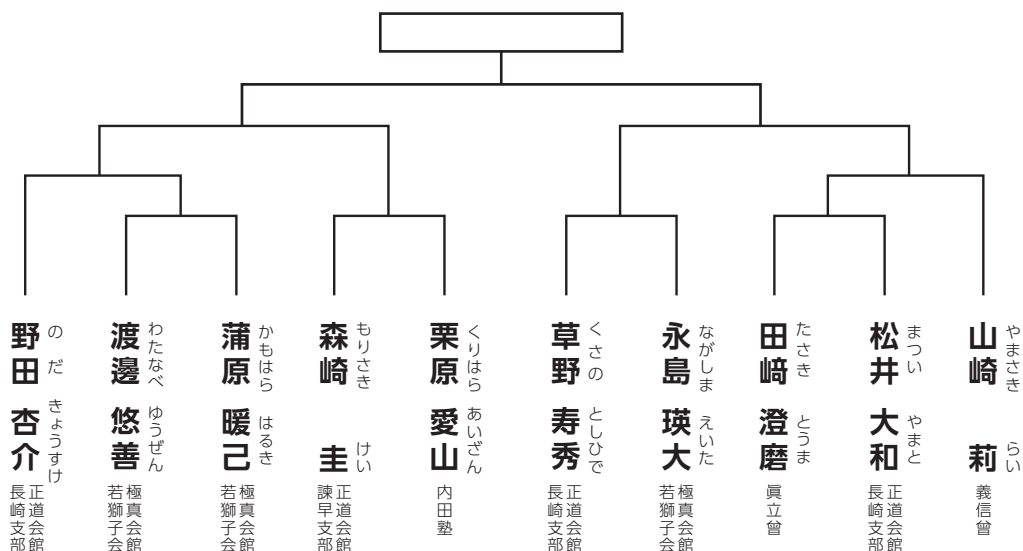 野田 杏介
のだ きょうすけ
正道会館
長崎支部
渡邊 悠善
わたなべ ゆうぜん
極真会館
若獅子会
蒲原 暖己
かもはら はるき
極真会館
若獅子会
森崎 圭
もりさき けい
正道会館
諫早支部
栗原 愛山
くりはら あいざん
内田塾
草野 寿秀
くさの としひで
正道会館
長崎支部
永島 瑛大
ながしま えいた
極真会館
若獅子会
田﨑 澄磨
たさき とうま
眞立曾
松井 大和
まつい やまと
正道会館
長崎支部
山崎 莉
やまさき らい
義信曾